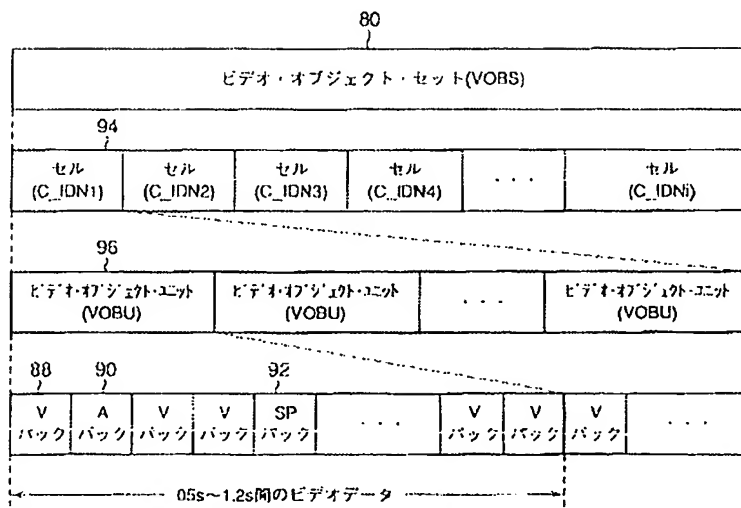 80
ビデオ・オブジェクト・セット(VOBS)
94
セル
(C_IDN1)
セル
(C_IDN2)
セル
(C_IDN3)
セル
(C_IDN4)
・・・
セル
(C_IDNi)
96
ビデオ・オブジェクト・ユニット
(VOBU)
ビデオ・オブジェクト・ユニット
(VOBU)
・・・
ビデオ・オブジェクト・ユニット
(VOBU)
88
90
92
V
パック
A
パック
V
パック
V
パック
SP
パック
・・・
V
パック
V
パック
V
パック
・・・
05s～1.2s間のビデオデータ